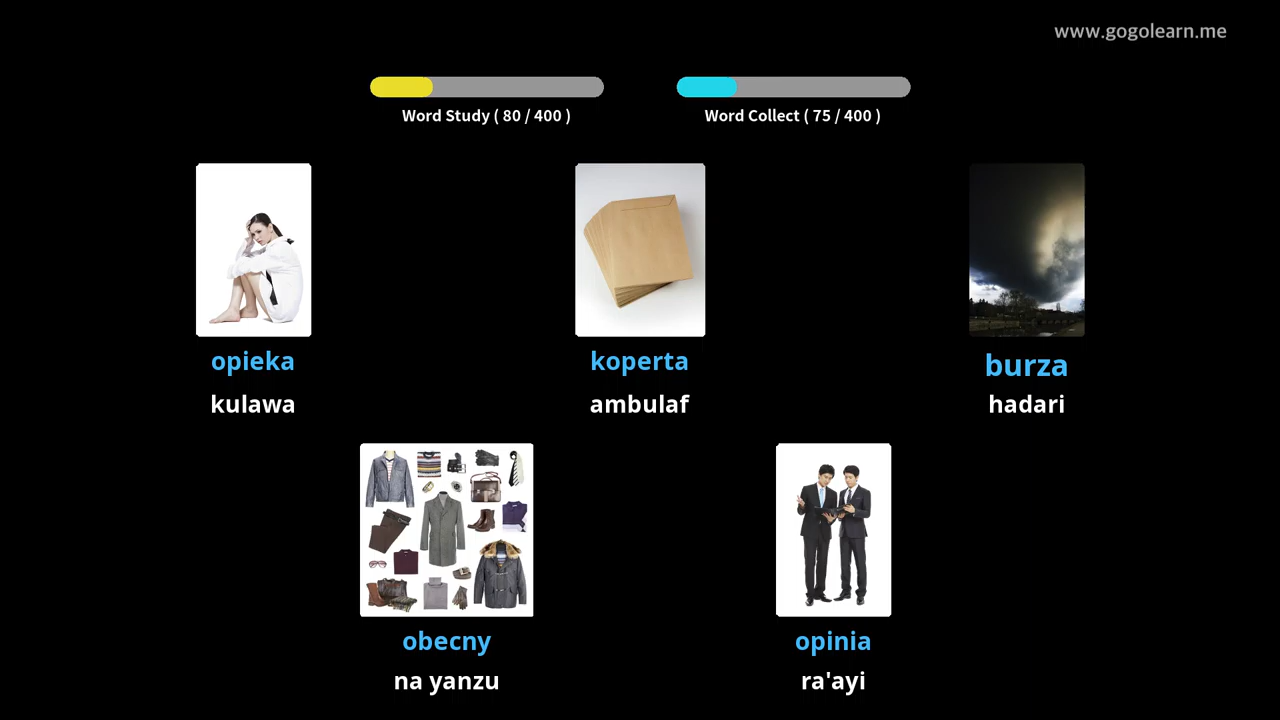 www.gogolearn.me
Word Study ( 80 / 400 )
Word Collect ( 75 / 400 )
opieka
kulawa
koperta
ambulaf
burza
hadari
obecny
na yanzu
opinia
ra'ayi